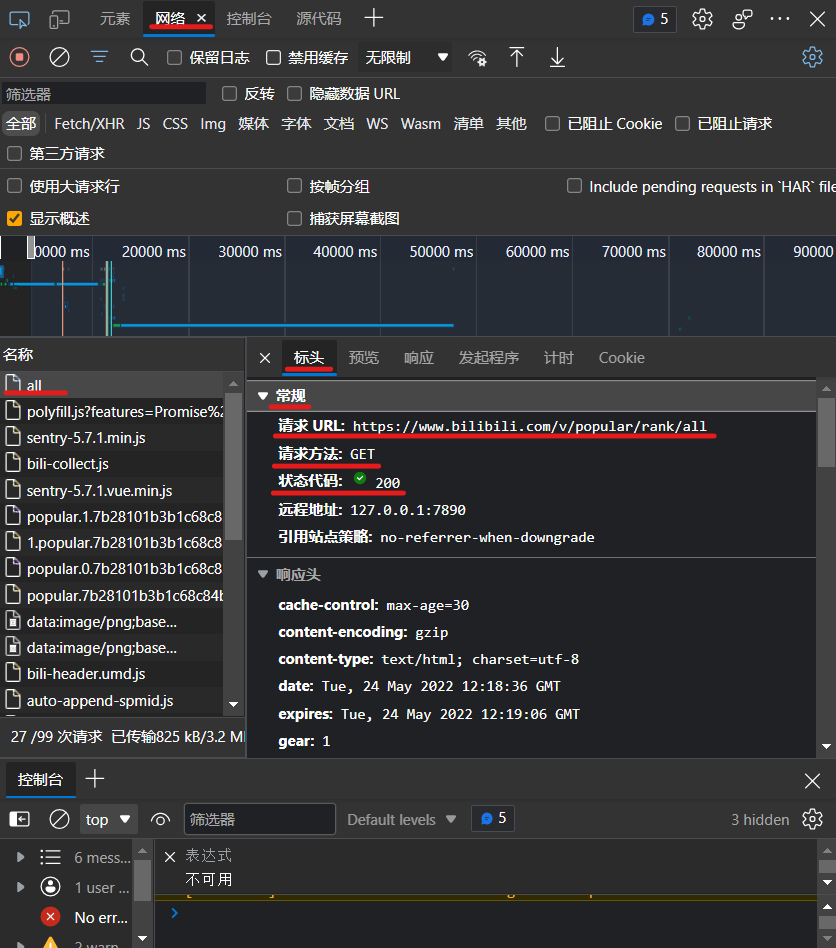 元素 网络 控制台 源代码 5
保留日志 禁用缓存 无限制
筛选器 反转 隐藏数据 URL
全部 Fetch/XHR JS CSS Img 媒体 字体 文档 WS Wasm 清单 其他 已阻止 Cookie 已阻止请求
第三方请求
使用大请求行 按帧分组 Include pending requests in `HAR` file
显示概述 捕获屏幕截图
0000 ms 20000 ms 30000 ms 40000 ms 50000 ms 60000 ms 70000 ms 80000 ms 90000
名称
all
polyfill.js?features=Promise%2
sentry-5.7.1.min.js
bili-collect.js
sentry-5.7.1.vue.min.js
popular.1.7b28101b3b1c68c8
1.popular.7b28101b3b1c68c8
popular.0.7b28101b3b1c68c8
popular.7b28101b3b1c68c84b
data:image/png;base...
data:image/png;base...
bili-header.umd.js
auto-append-spmid.js
27 /99 次请求 已传输825 kB/3.2 M
标头 预览 响应 发起程序 计时 Cookie
常规
请求 URL: https://www.bilibili.com/v/popular/rank/all
请求方法: GET
状态代码: 200
远程地址: 127.0.0.1:7890
引用站点策略: no-referrer-when-downgrade
响应头
cache-control: max-age=30
content-encoding: gzip
content-type: text/html; charset=utf-8
date: Tue, 24 May 2022 12:18:36 GMT
expires: Tue, 24 May 2022 12:19:06 GMT
gear: 1
控制台
top 筛选器 Default levels 5 3 hidden
6 mess...
1 user ...
No err...
2 warn
表达式
不可用